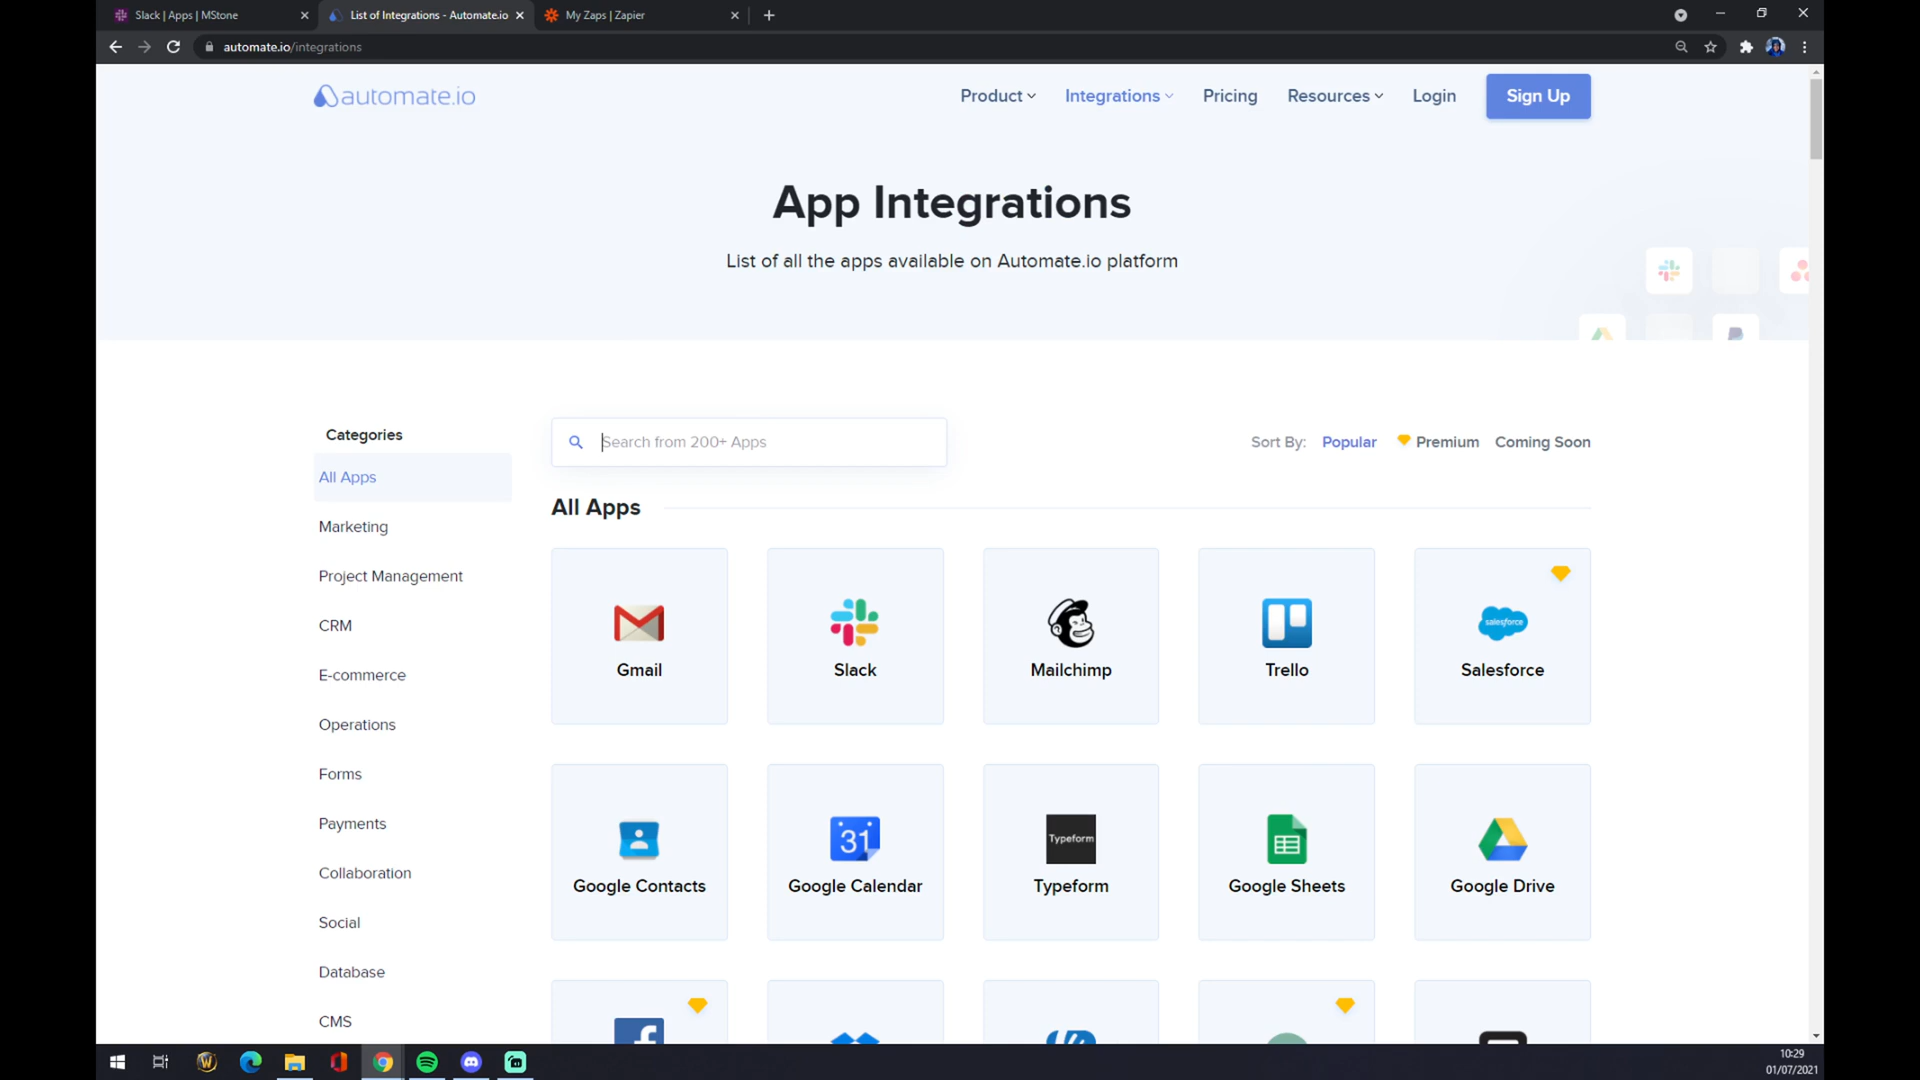 Slack | Apps | MStone
List of Integrations - Automate.io
My Zaps | Zapier
automate.io/integrations
automate.io
Product
Integrations
Pricing
Resources
Login
Sign Up
App Integrations
List of all the apps available on Automate.io platform
Categories
All Apps
Marketing
Project Management
CRM
E-commerce
Operations
Forms
Payments
Collaboration
Social
Database
CMS
Search from 200+ Apps
Sort By: Popular Premium Coming Soon
All Apps
Gmail
Slack
Mailchimp
Trello
salesforce
Salesforce
Google Contacts
31
Google Calendar
Typeform
Typeform
Google Sheets
Google Drive
10:29
01/07/2021